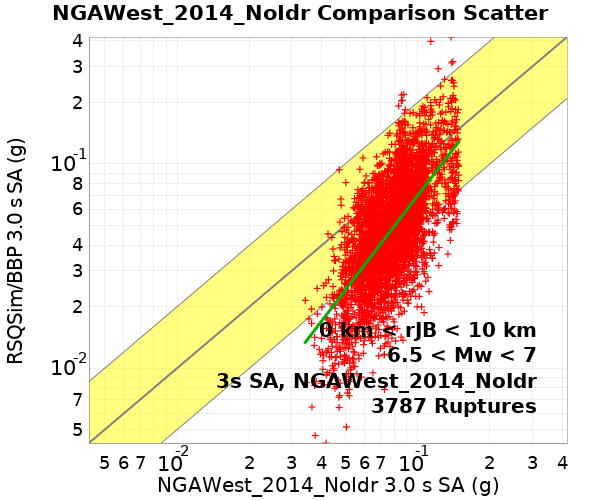 NGAWest_2014_NoIdr Comparison Scatter
RSQSim/BBP 3.0 s SA (g)
4
3
2
10-1
8
6
4
3
2
10-2
7
5
0 km < rJB < 10 km
6.5 < Mw < 7
3s SA, NGAWest_2014_NoIdr
3787 Ruptures
5 6 7 10-2 2 3 4 5 6 7 10-1 2 3 4
NGAWest_2014_NoIdr 3.0 s SA (g)